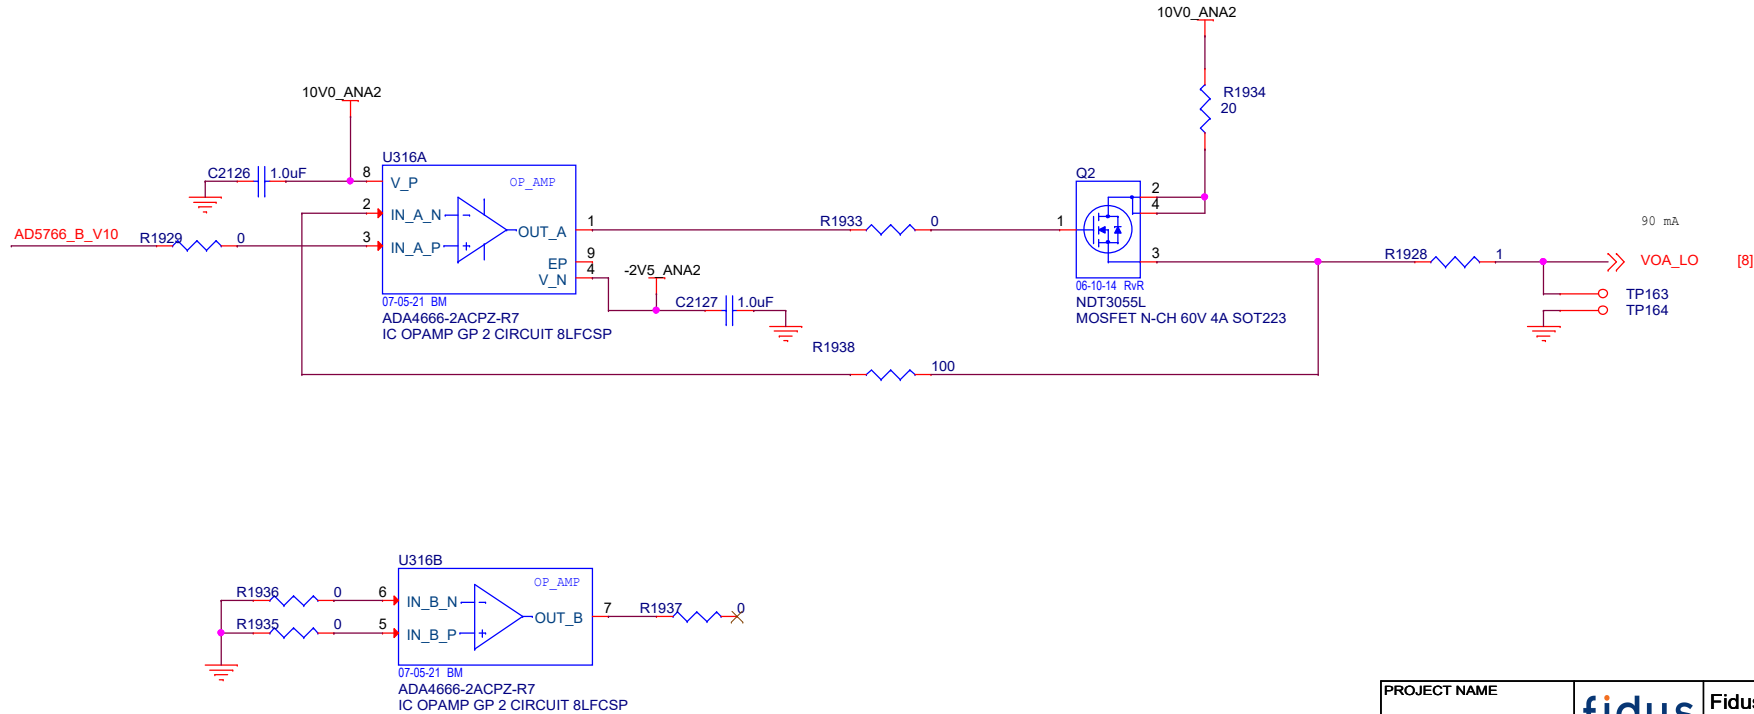 10V0_ANA2
R1934
20
10V0_ANA2
C2126
1.0uF
U316A
OP_AMP
8
V_P
2
IN_A_N
3
IN_A_P
OUT_A
1
EP
9
V_N
4
07-05-21 BM
ADA4666-2ACPZ-R7
IC OPAMP GP 2 CIRCUIT 8LFCSP
AD5766_B_V10
R1929
0
-2V5_ANA2
C2127
1.0uF
R1933
0
Q2
1
2
4
3
06-10-14 RvR
NDT3055L
MOSFET N-CH 60V 4A SOT223
R1938
100
R1928
1
90 mA
VOA_LO
[8]
TP163
TP164
U316B
OP_AMP
R1936
0
6
IN_B_N
R1935
0
5
IN_B_P
OUT_B
7
R1937
0
07-05-21 BM
ADA4666-2ACPZ-R7
IC OPAMP GP 2 CIRCUIT 8LFCSP
PROJECT NAME
fidus
Fidus